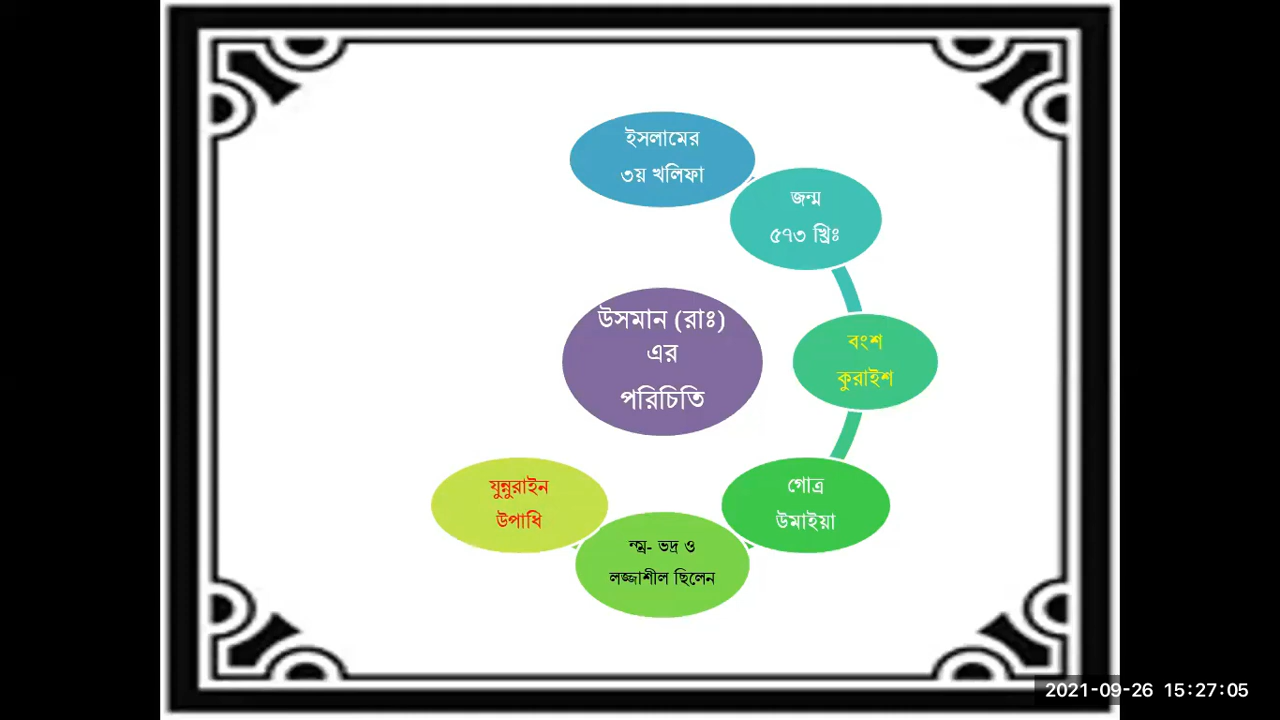 ইসলামের
৩য় খলিফা
জন্ম
৫৭৩ খ্রিঃ
উসমান (রাঃ)
এর
পরিচিতি
বংশ
কুরাইশ
গোত্র
উমাইয়া
নম্র- ভদ্র ও
লজ্জাশীল ছিলেন
যুন্নুরাইন
উপাধি
2021-09-26 15:27:05